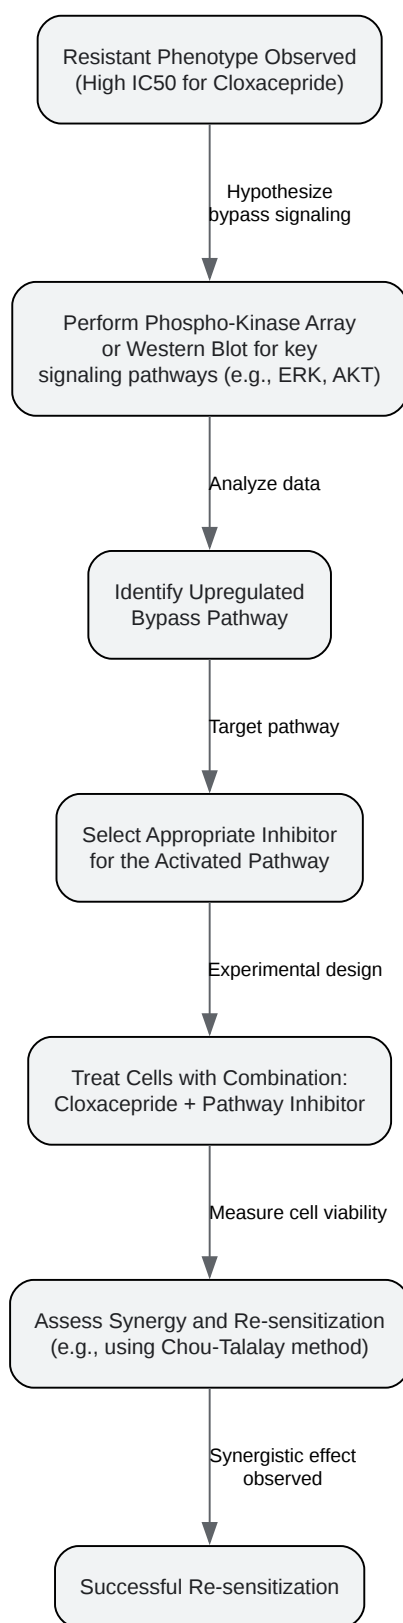 Resistant Phenotype Observed
(High IC50 for Cloxacepride)
Hypothesize
bypass signaling
Perform Phospho-Kinase Array
or Western Blot for key
signaling pathways (e.g., ERK, AKT)
Analyze data
Identify Upregulated
Bypass Pathway
Target pathway
Select Appropriate Inhibitor
for the Activated Pathway
Experimental design
Treat Cells with Combination:
Cloxacepride + Pathway Inhibitor
Measure cell viability
Assess Synergy and Re-sensitization
(e.g., using Chou-Talalay method)
Synergistic effect
observed
Successful Re-sensitization